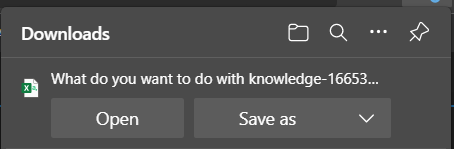 Downloads
What do you want to do with knowledge-16653...
Open
Save as